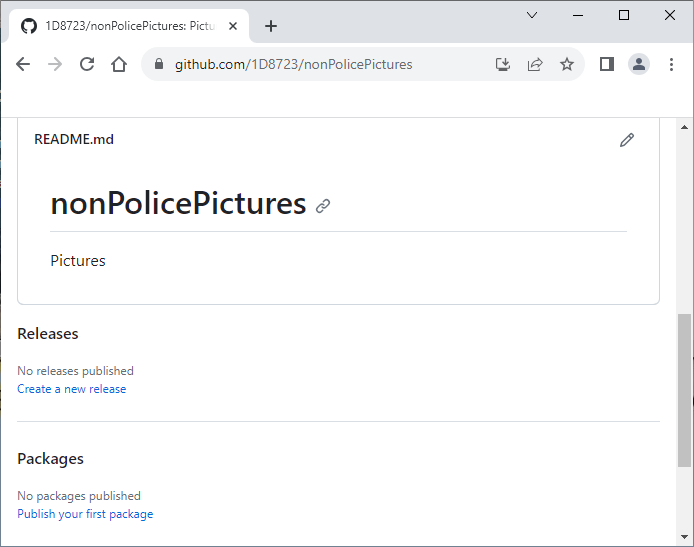 1D8723/nonPolicePictures: Pictu
github.com/1D8723/nonPolicePictures
README.md
nonPolicePictures
Pictures
Releases
No releases published
Create a new release
Packages
No packages published
Publish your first package